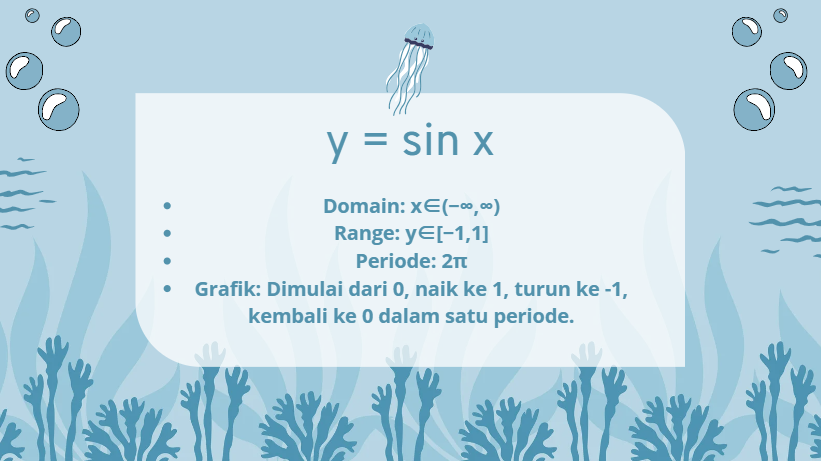 y = sin x
• Domain: x∈(−∞,∞)
• Range: y∈[−1,1]
• Periode: 2π
• Grafik: Dimulai dari 0, naik ke 1, turun ke -1,
kembali ke 0 dalam satu periode.